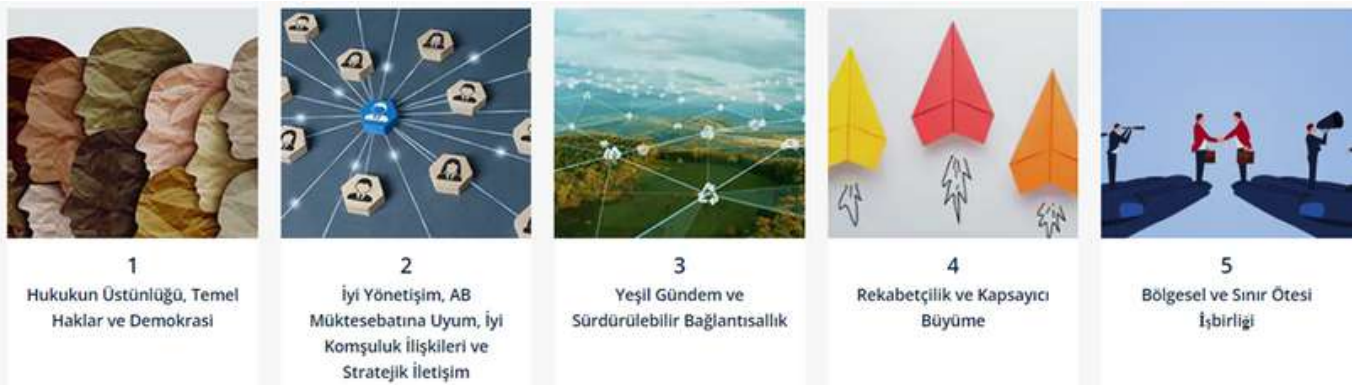 1
Hukukun Üstünlüğü, Temel
Haklar ve Demokrasi
2
İyi Yönetişim, AB
Müktesebatına Uyum, İyi
Komşuluk İlişkileri ve
Stratejik İletişim
3
Yeşil Gündem ve
Sürdürülebilir Bağlantısallık
4
Rekabetçilik ve Kapsayıcı
Büyüme
5
Bölgesel ve Sınır Ötesi
İşbirliği